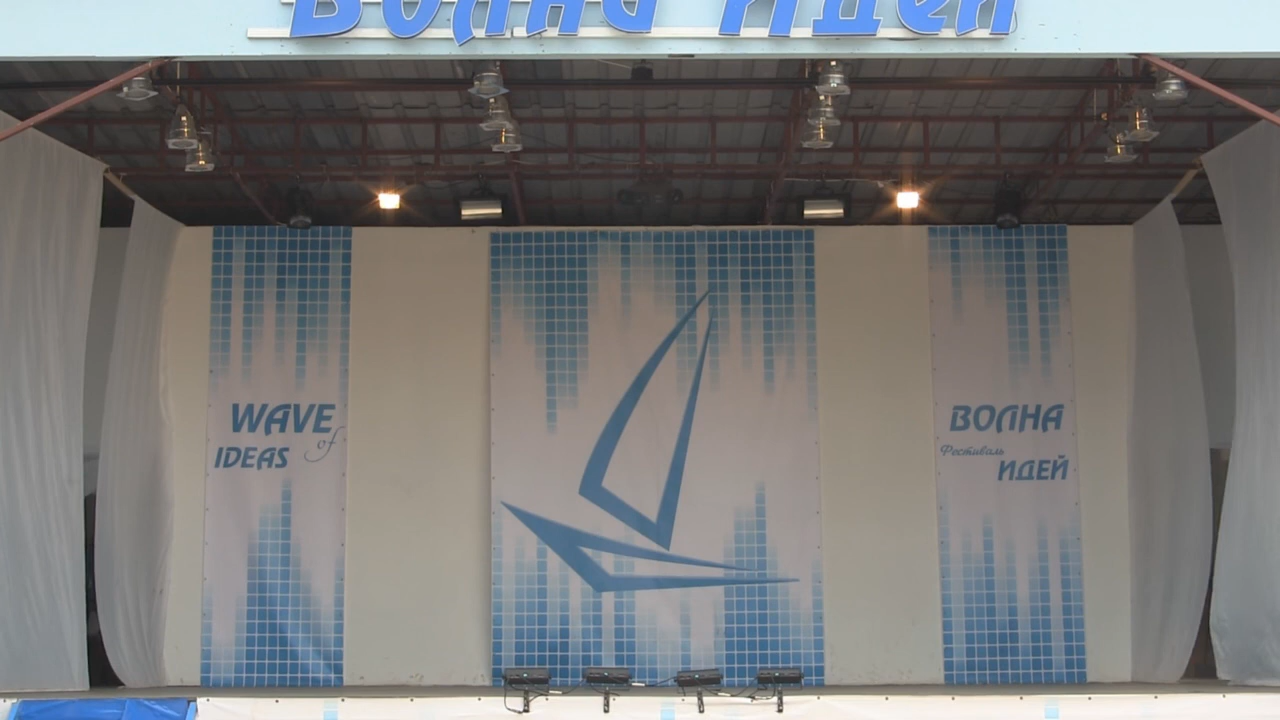 Волна Идей
WAVE
of
IDEAS
ВОЛНА
Фестиваль
ИДЕЙ